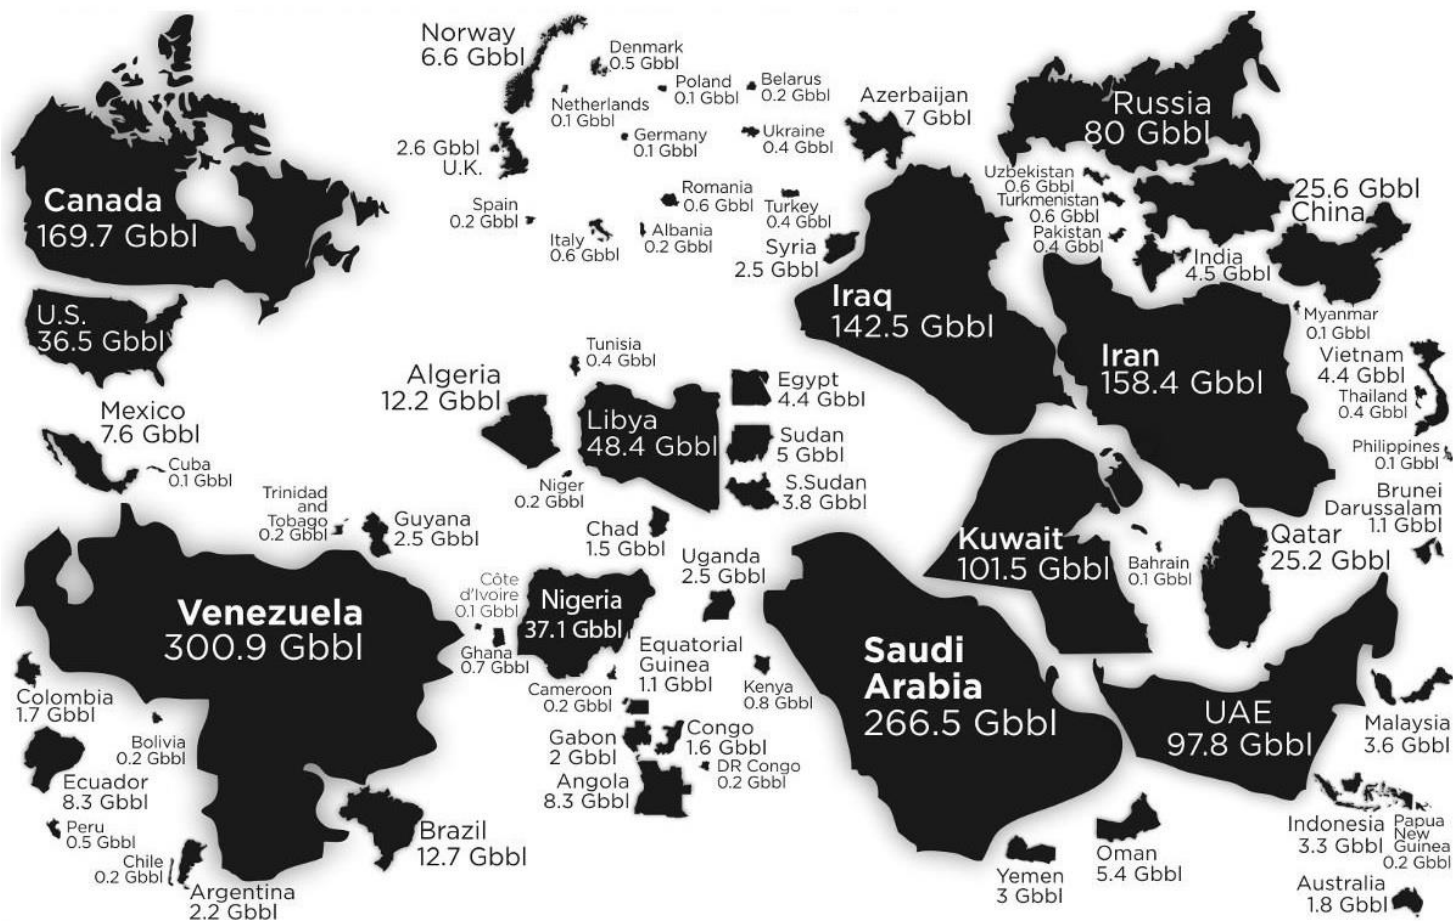 Canada
169.7 Gbbl
U.S.
36.5 Gbbl
Mexico
7.6 Gbbl
Cuba
0.1 Gbbl
Trinidad
and
Tobago
0.2 Gbbl
Guyana
2.5 Gbbl
Venezuela
300.9 Gbbl
Colombia
1.7 Gbbl
Bolivia
0.2 Gbbl
Ecuador
8.3 Gbbl
Peru
0.5 Gbbl
Chile
0.2 Gbbl
Argentina
2.2 Gbbl
Brazil
12.7 Gbbl
Norway
6.6 Gbbl
Denmark
0.5 Gbbl
Netherlands
0.1 Gbbl
Poland
0.1 Gbbl
Belarus
0.2 Gbbl
2.6 Gbbl
U.K.
Germany
0.1 Gbbl
Ukraine
0.4 Gbbl
Spain
0.2 Gbbl
Italy
0.6 Gbbl
Romania
0.6 Gbbl
Albania
0.2 Gbbl
Turkey
0.4 Gbbl
Azerbaijan
7 Gbbl
Russia
80 Gbbl
Uzbekistan
0.6 Gbbl
Turkmenistan
0.6 Gbbl
Pakistan
0.4 Gbbl
25.6 Gbbl
China
India
4.5 Gbbl
Syria
2.5 Gbbl
Iraq
142.5 Gbbl
Iran
158.4 Gbbl
Myanmar
0.1 Gbbl
Vietnam
4.4 Gbbl
Thailand
0.4 Gbbl
Philippines
0.1 Gbbl
Brunei
Darussalam
1.1 Gbbl
Tunisia
0.4 Gbbl
Algeria
12.2 Gbbl
Libya
48.4 Gbbl
Egypt
4.4 Gbbl
Sudan
5 Gbbl
S.Sudan
3.8 Gbbl
Niger
0.2 Gbbl
Chad
1.5 Gbbl
Uganda
2.5 Gbbl
Côte
d'Ivoire
0.1 Gbbl
Ghana
0.7 Gbbl
Nigeria
37.1 Gbbl
Cameroon
0.2 Gbbl
Equatorial
Guinea
1.1 Gbbl
Kenya
0.8 Gbbl
Gabon
2 Gbbl
Congo
1.6 Gbbl
DR Congo
0.2 Gbbl
Angola
8.3 Gbbl
Kuwait
101.5 Gbbl
Bahrain
0.1 Gbbl
Qatar
25.2 Gbbl
Saudi
Arabia
266.5 Gbbl
UAE
97.8 Gbbl
Yemen
3 Gbbl
Oman
5.4 Gbbl
Malaysia
3.6 Gbbl
Indonesia
3.3 Gbbl
Papua
New
Guinea
0.2 Gbbl
Australia
1.8 Gbbl